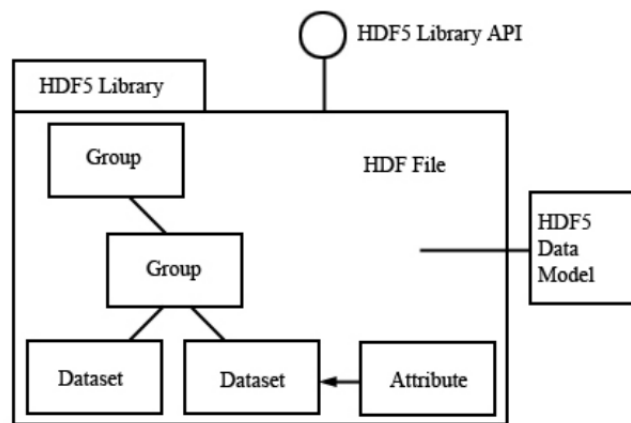 HDF5 Library API
HDF5 Library
Group
HDF File
HDF5
Data
Model
Group
Dataset
Dataset
Attribute